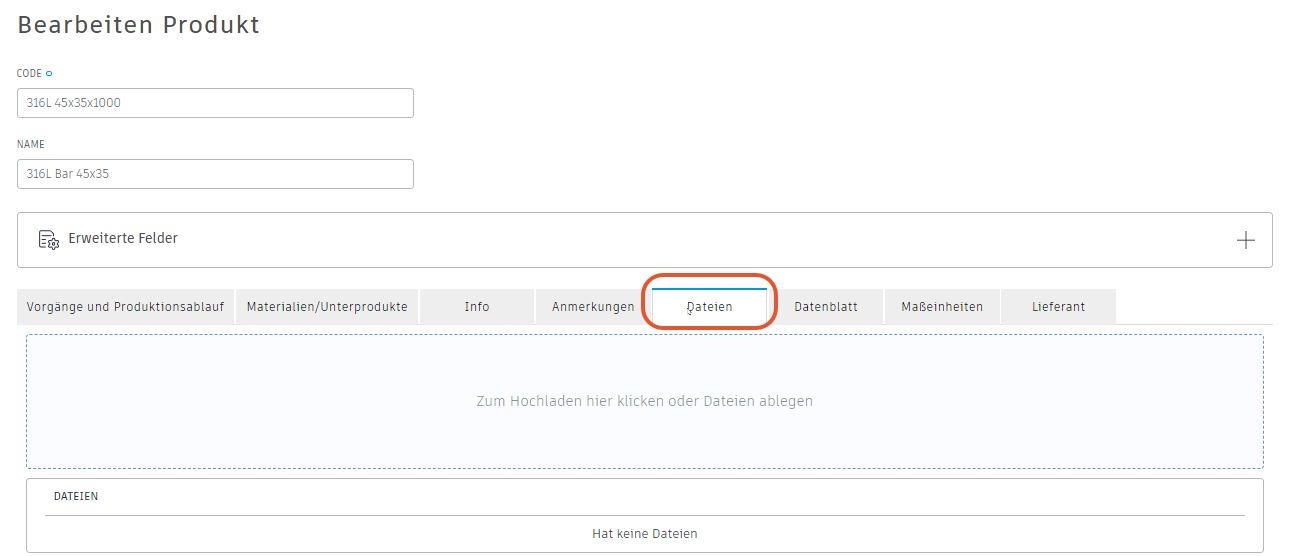 Bearbeiten Produkt
CODE
316L 45x35x1000
NAME
316L Bar 45x35
Erweiterte Felder
Vorgänge und Produktionsablauf Materialien/Unterprodukte Info Anmerkungen Dateien Datenblatt Maßeinheiten Lieferant
Zum Hochladen hier klicken oder Dateien ablegen
DATEIEN
Hat keine Dateien